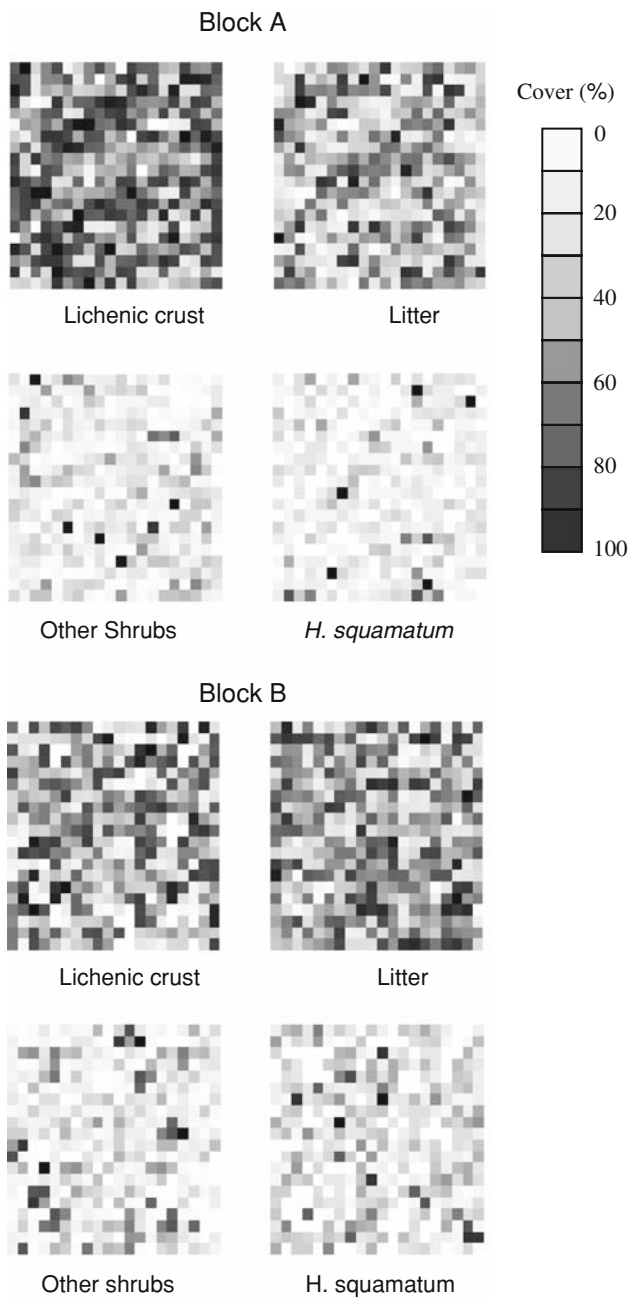 Block A
Cover (%)
0
20
40
60
80
100
Lichenic crust
Litter
Other Shrubs
H. squamatum
Block B
Lichenic crust
Litter
Other shrubs
H. squamatum